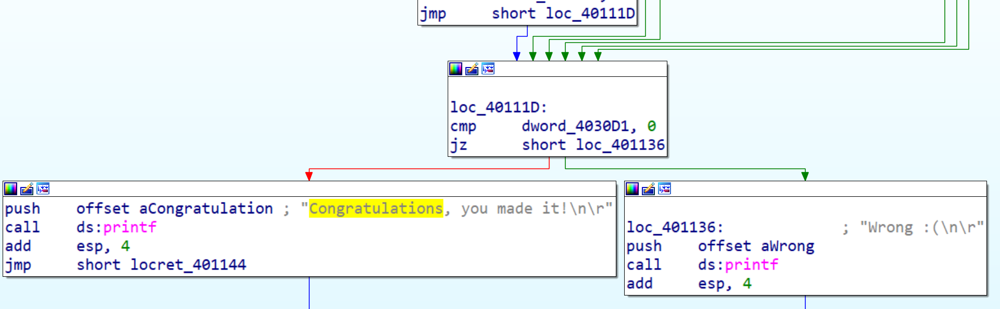 jmp short loc_40111D
loc_40111D:
cmp dword_4030D1, 0
jz short loc_401136
push offset aCongratulation ; "Congratulations, you made it!\n\r"
call ds:printf
add esp, 4
jmp short locret_401144
loc_401136: ; "Wrong :(\n\r"
push offset aWrong
call ds:printf
add esp, 4